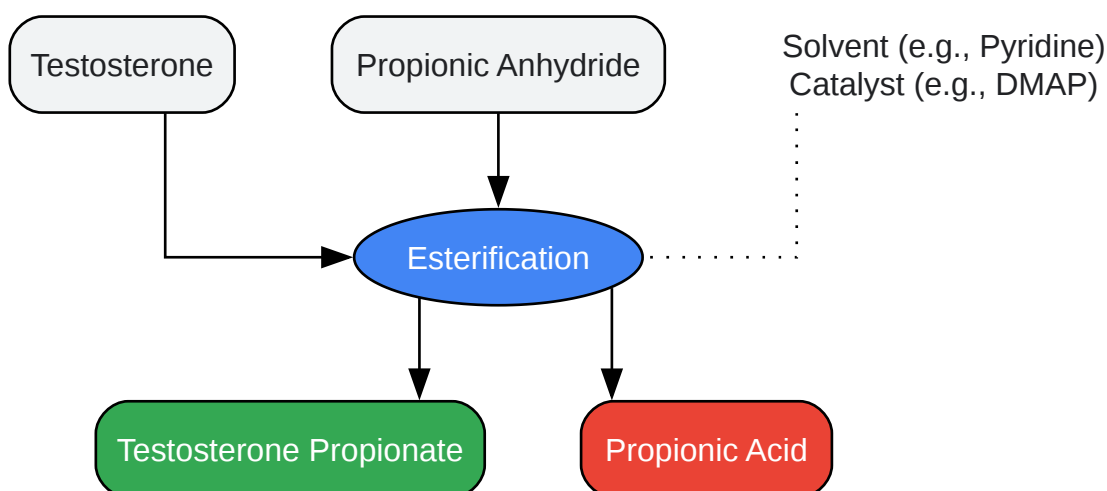 Testosterone
Propionic Anhydride
Solvent (e.g., Pyridine)
Catalyst (e.g., DMAP)
Esterification
Testosterone Propionate
Propionic Acid